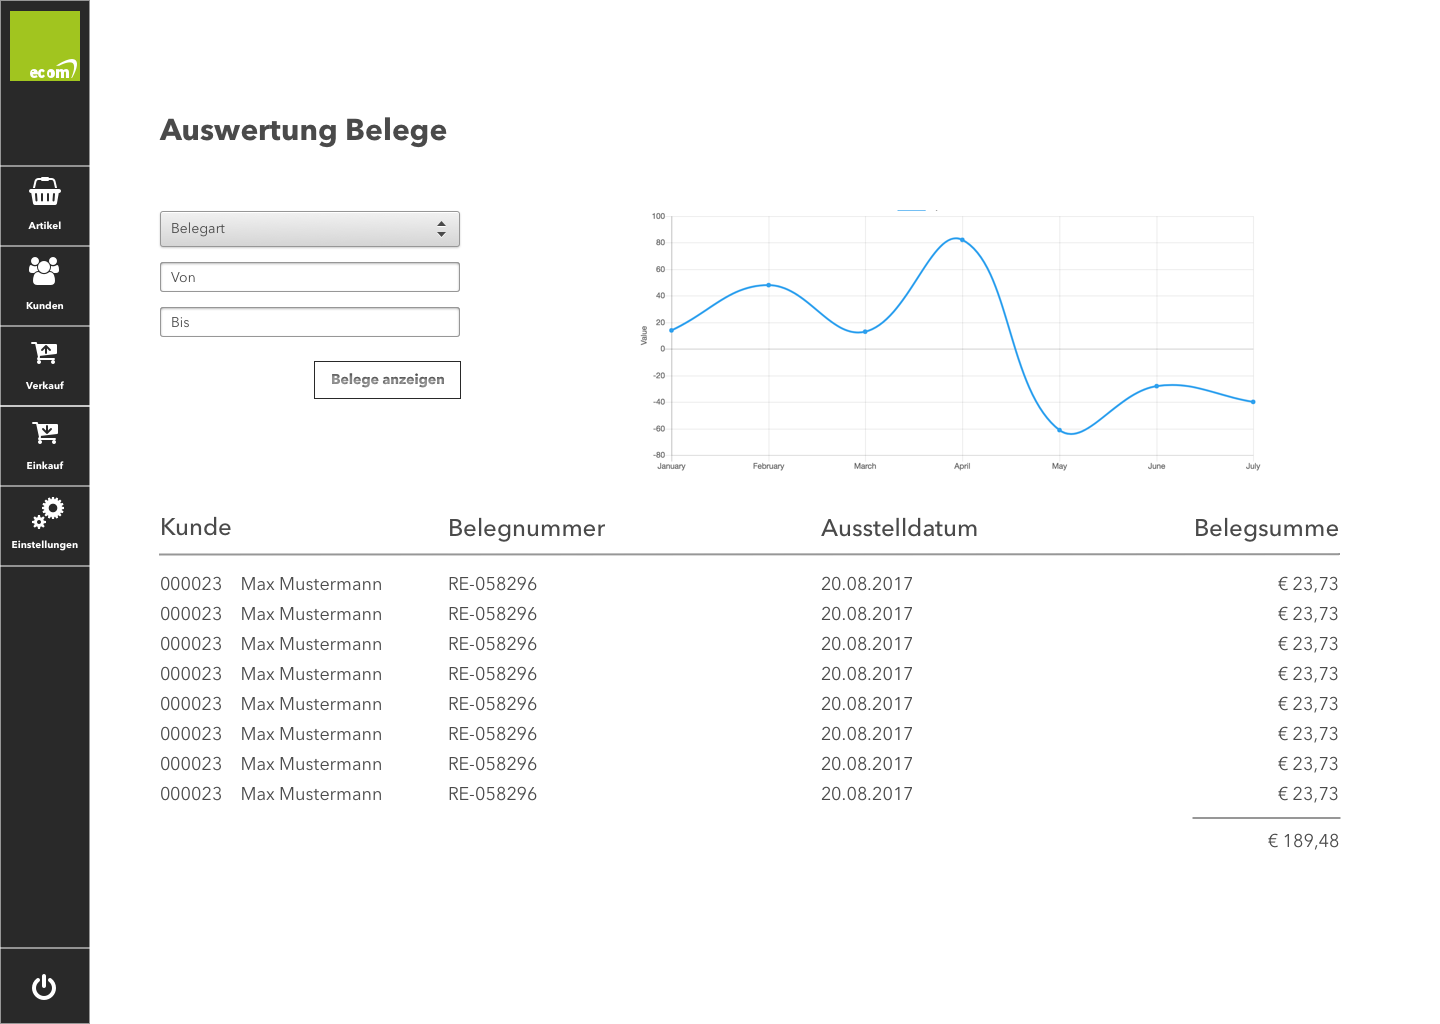 ecom
Artikel
Kunden
Verkauf
Einkauf
Einstellungen
Auswertung Belege
Belegart
Von
Bis
Belege anzeigen
Value
100
80
60
40
20
0
-20
-40
-60
-80
January February March April May June July
Kunde Belegnummer Ausstelldatum Belegsumme
000023 Max Mustermann RE-058296 20.08.2017 € 23,73
000023 Max Mustermann RE-058296 20.08.2017 € 23,73
000023 Max Mustermann RE-058296 20.08.2017 € 23,73
000023 Max Mustermann RE-058296 20.08.2017 € 23,73
000023 Max Mustermann RE-058296 20.08.2017 € 23,73
000023 Max Mustermann RE-058296 20.08.2017 € 23,73
000023 Max Mustermann RE-058296 20.08.2017 € 23,73
000023 Max Mustermann RE-058296 20.08.2017 € 23,73
€ 189,48